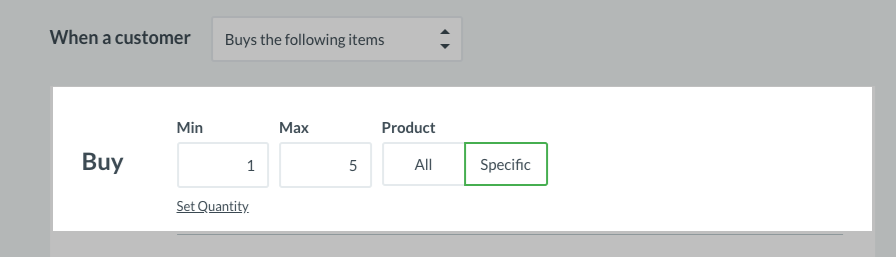 When a customer Buys the following items
Min Max Product
Buy 1 5 All Specific
Set Quantity